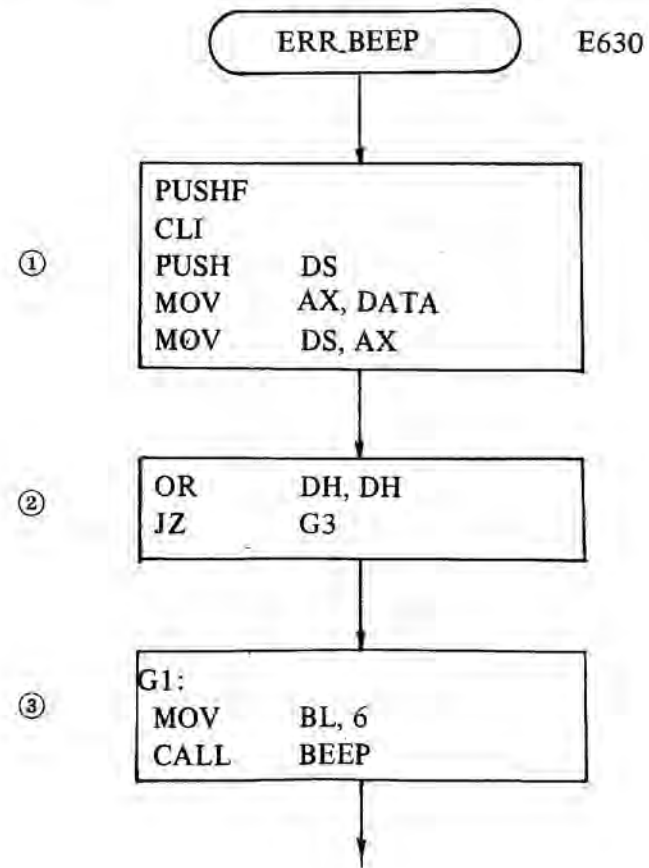 ERR_BEEP E630
PUSHF
CLI
① PUSH DS
MOV AX, DATA
MOV DS, AX
② OR DH, DH
JZ G3
G1:
③ MOV BL, 6
CALL BEEP